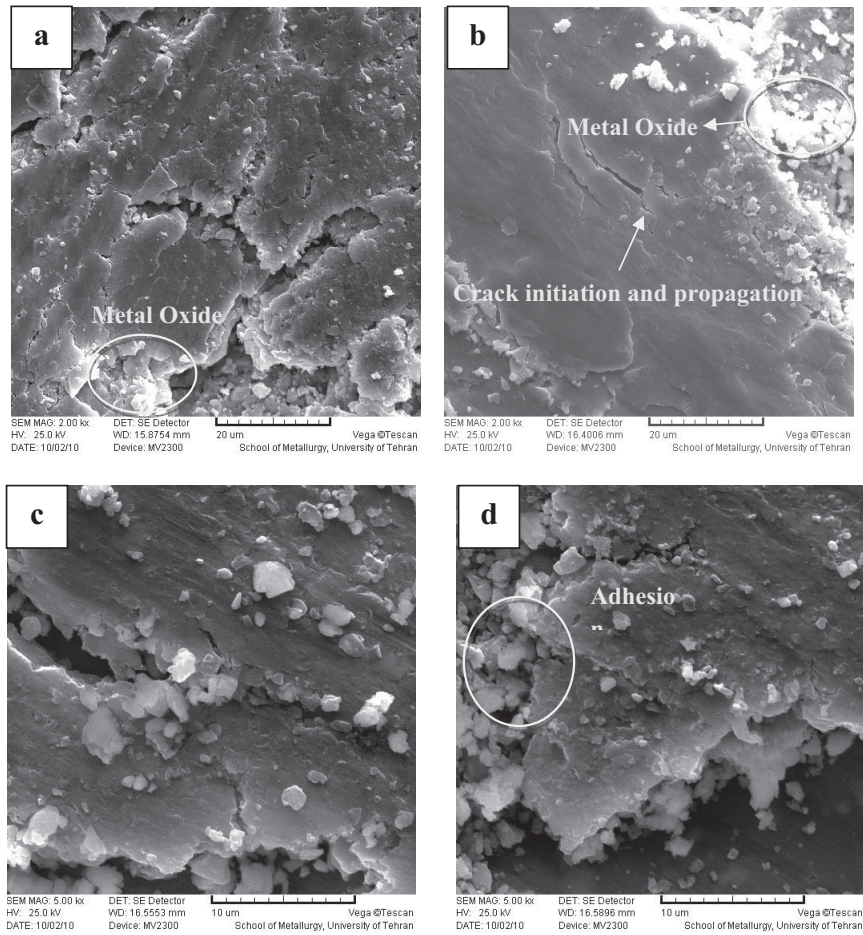 a
Metal Oxide
SEM MAG: 2.00 kx DET: SE Detector
HV: 25.0 kV WD: 15.8754 mm 20 um Vega ©Tescan
DATE: 10/02/10 Device: MV2300 School of Metallurgy, University of Tehran
b
Metal Oxide
Crack initiation and propagation
SEM MAG: 2.00 kx DET: SE Detector
HV: 25.0 kV WD: 16.4006 mm 20 um Vega ©Tescan
DATE: 10/02/10 Device: MV2300 School of Metallurgy, University of Tehran
c
SEM MAG: 5.00 kx DET: SE Detector
HV: 25.0 kV WD: 16.5553 mm 10 um Vega ©Tescan
DATE: 10/02/10 Device: MV2300 School of Metallurgy, University of Tehran
d
Adhesio
n
SEM MAG: 5.00 kx DET: SE Detector
HV: 25.0 kV WD: 16.5896 mm 10 um Vega ©Tescan
DATE: 10/02/10 Device: MV2300 School of Metallurgy, University of Tehran